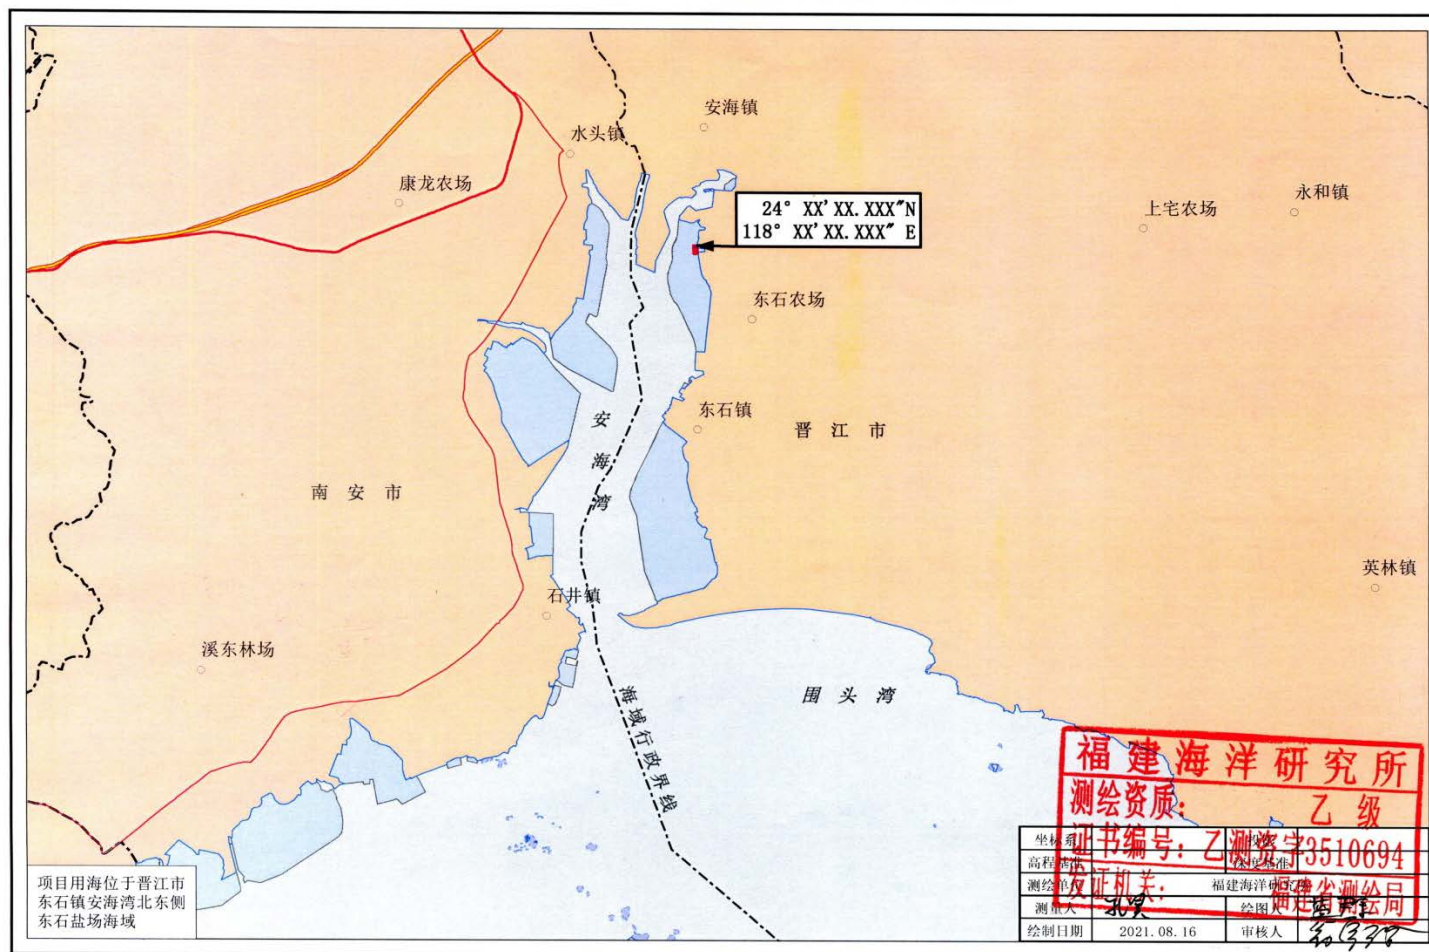 安海镇
水头镇
康龙农场
永和镇
上宅农场
24° XX'XX.XXX"N
118° XX'XX.XXX" E
东石农场
东石镇
安海湾
晋江市
南安市
英林镇
石井镇
溪东林场
围头湾
海域行政界线
福建海洋研究所
测绘资质: 乙级
证书编号: 乙测资字3510694
发证机关: 福建省测绘局
项目用海位于晋江市
东石镇安海湾北东侧
东石盐场海域
坐标系
高程基准 深度基准
测绘单位 福建海洋研究所
测量人 绘图人
绘制日期 2021.08.16 审核人